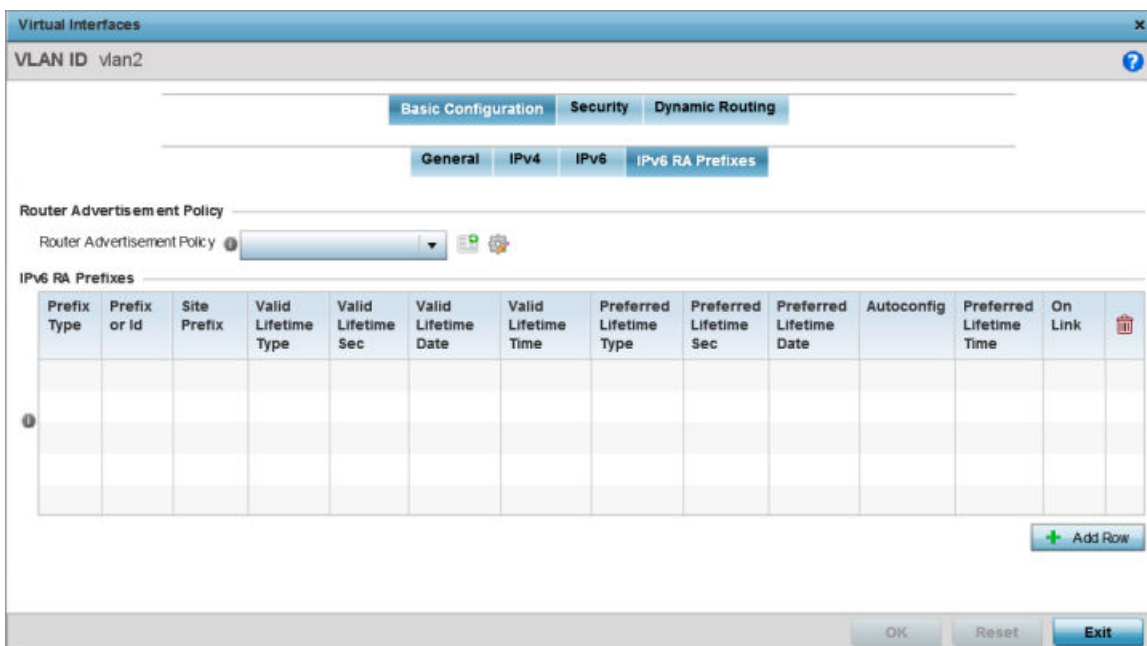 Virtual Interfaces
VLAN ID vlan2
Basic Configuration Security Dynamic Routing
General IPv4 IPv6 IPv6 RA Prefixes
Router Advertisement Policy
Router Advertisement Policy
IPv6 RA Prefixes
Prefix Type
Prefix or Id
Site Prefix
Valid Lifetime Type
Valid Lifetime Sec
Valid Lifetime Date
Valid Lifetime Time
Preferred Lifetime Type
Preferred Lifetime Sec
Preferred Lifetime Date
Autoconfig
Preferred Lifetime Time
On Link
Add Row
OK Reset Exit